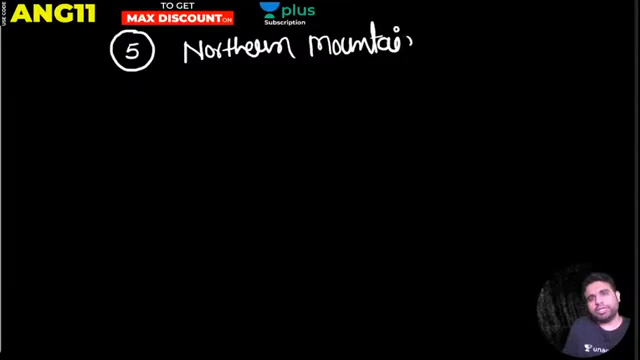 USE CODE
ANG11
TO GET
MAX DISCOUNT ON
plus
Subscription
5 Northern Mountai